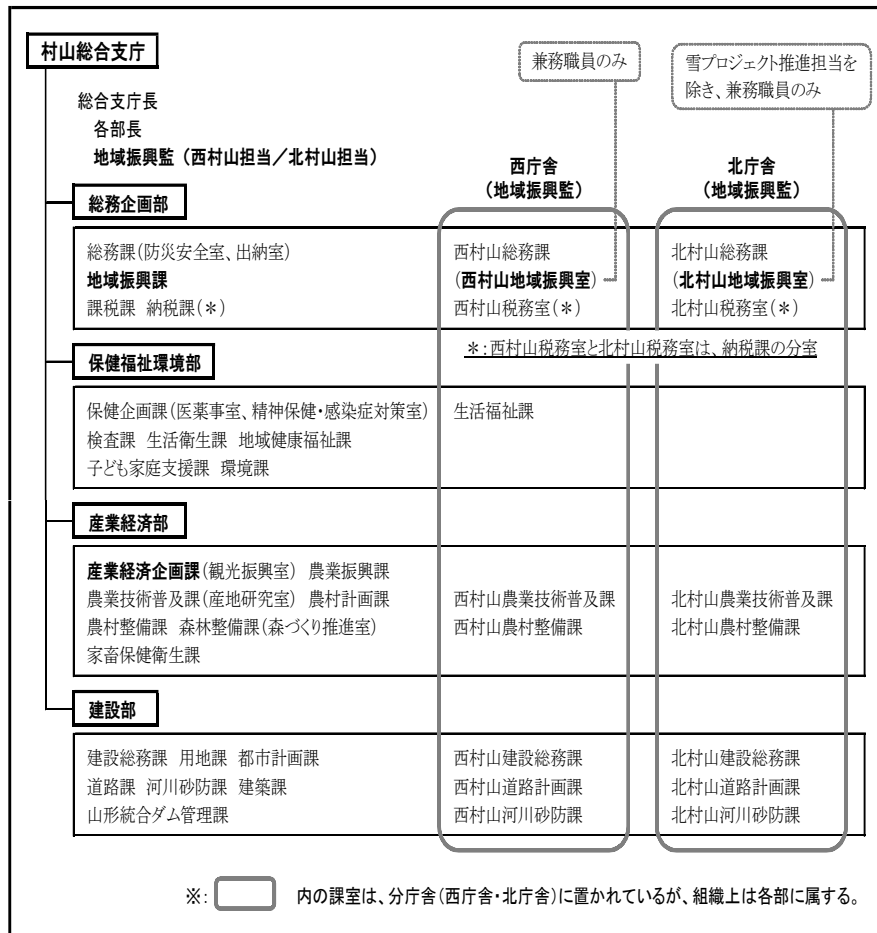 村山総合支庁
兼務職員のみ
雪プロジェクト推進担当を
除き、兼務職員のみ
総合支庁長
各部長
地域振興監（西村山担当／北村山担当）
西庁舎
（地域振興監）
北庁舎
（地域振興監）
総務企画部
総務課（防災安全室、出納室） 西村山総務課 北村山総務課
地域振興課 （西村山地域振興室） （北村山地域振興室）
課税課 納税課（＊） 西村山税務室（＊） 北村山税務室（＊）
＊：西村山税務室と北村山税務室は、納税課の分室
保健福祉環境部
保健企画課（医薬事室、精神保健・感染症対策室） 生活福祉課
検査課 生活衛生課 地域健康福祉課
子ども家庭支援課 環境課
産業経済部
産業経済企画課（観光振興室） 農業振興課
農業技術普及課（産地研究室） 農村計画課 西村山農業技術普及課 北村山農業技術普及課
農村整備課 森林整備課（森づくり推進室） 西村山農村整備課 北村山農村整備課
家畜保健衛生課
建設部
建設総務課 用地課 都市計画課 西村山建設総務課 北村山建設総務課
道路課 河川砂防課 建築課 西村山道路計画課 北村山道路計画課
山形統合ダム管理課 西村山河川砂防課 北村山河川砂防課
※： 内の課室は、分庁舎（西庁舎・北庁舎）に置かれているが、組織上は各部に属する。